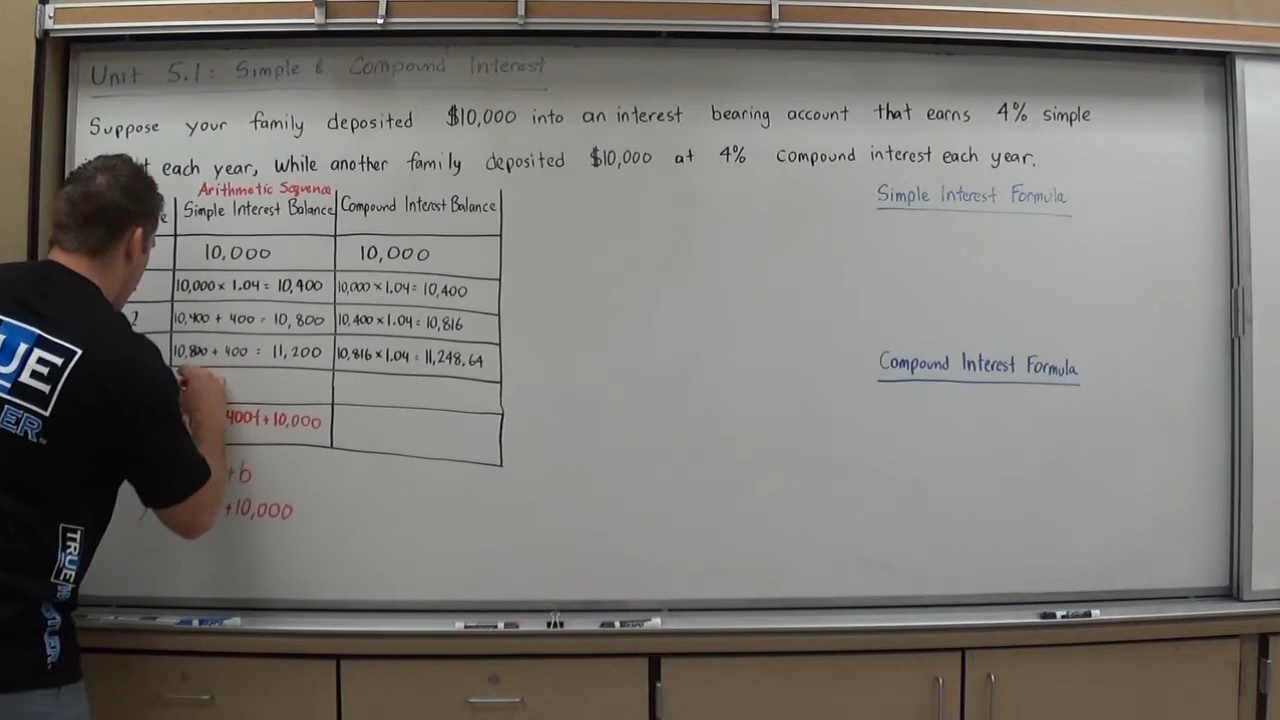 Unit 5.1: Simple & Compound Interest
Suppose your family deposited $10,000 into an interest bearing account that earns 4% simple
each year, while another family deposited $10,000 at 4% compound interest each year.
Arithmetic Sequence
Simple Interest Balance Compound Interest Balance
10,000 10,000
10,000 × 1.04 = 10,400 10,000 × 1.04 = 10,400
2 10,400 + 400 = 10,800 10,400 × 1.04 = 10,816
10,800 + 400 = 11,200 10,816 × 1.04 = 11,248.64
400t + 10,000
+b
+10,000
Simple Interest Formula
Compound Interest Formula
TRUE